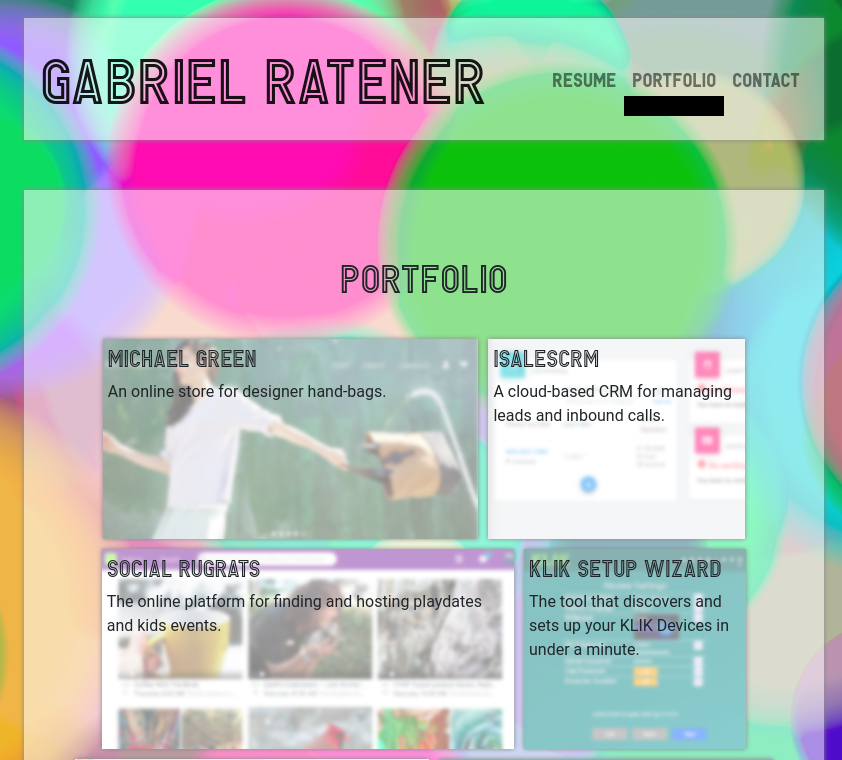 GABRIEL RATENER
RESUME PORTFOLIO CONTACT
PORTFOLIO
MICHAEL GREEN
An online store for designer hand-bags.
ISALESCRM
A cloud-based CRM for managing
leads and inbound calls.
SOCIAL RUGRATS
The online platform for finding and hosting playdates
and kids events.
KLIK SETUP WIZARD
The tool that discovers and
sets up your KLIK Devices in
under a minute.